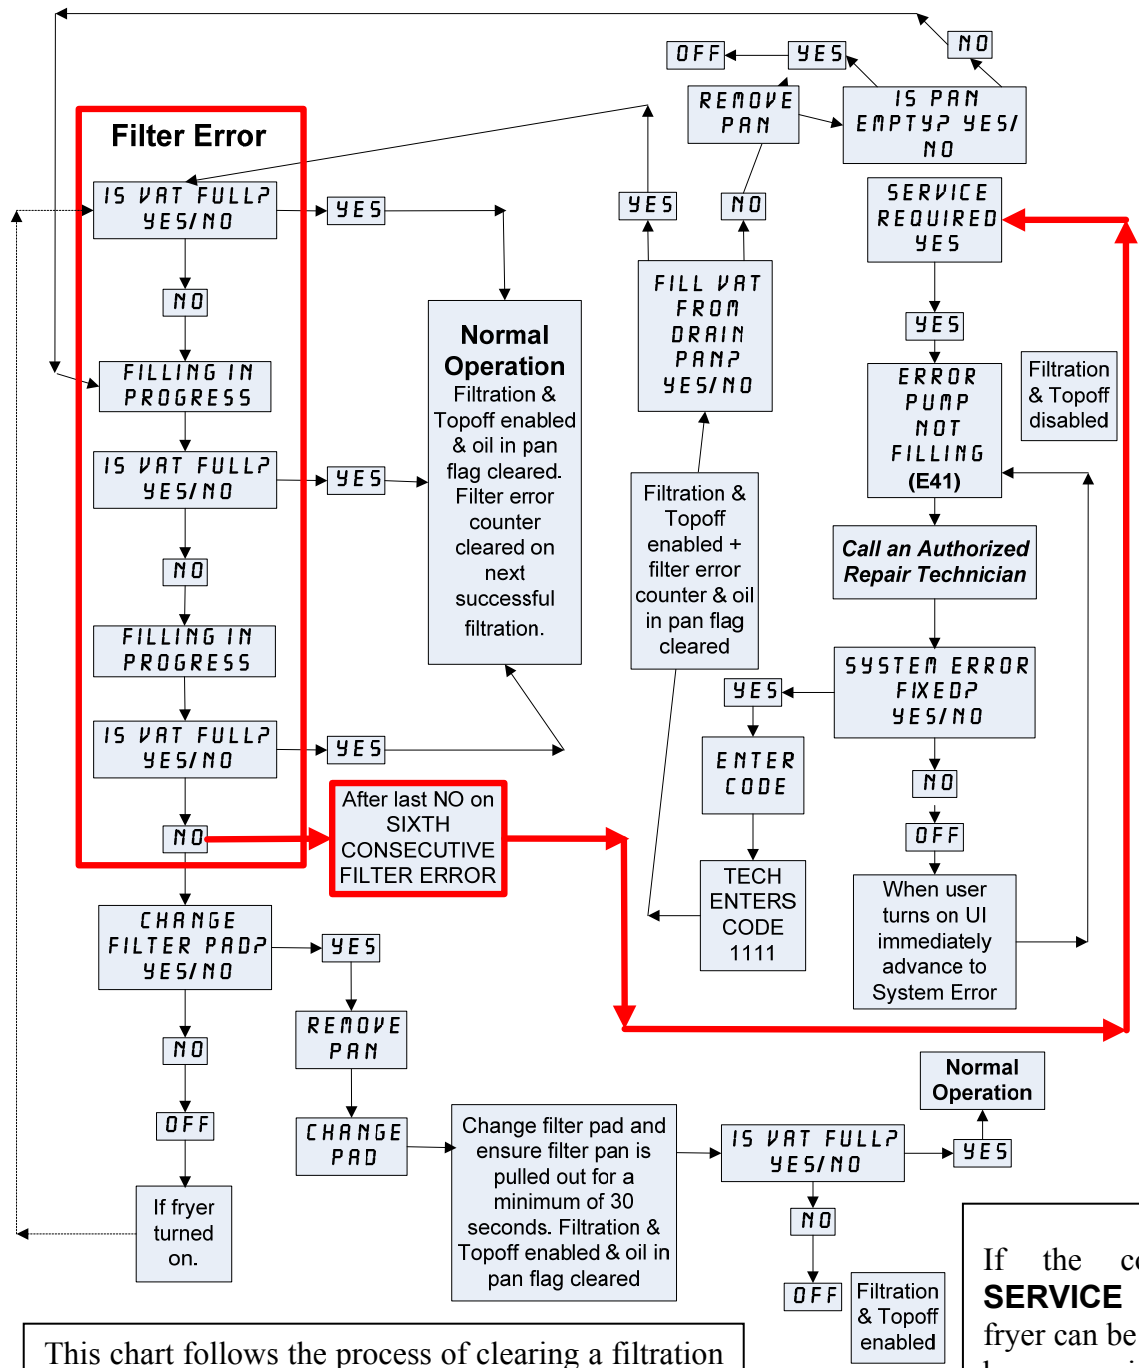 Filter Error
IS VAT FULL?
YES/NO
YES
NO
FILLING IN
PROGRESS
IS VAT FULL?
YES/NO
YES
NO
FILLING IN
PROGRESS
IS VAT FULL?
YES/NO
YES
NO
After last NO on
SIXTH
CONSECUTIVE
FILTER ERROR
CHANGE
FILTER PAD?
YES/NO
YES
NO
OFF
If fryer
turned
on.
REMOVE
PAN
CHANGE
PAD
Change filter pad and
ensure filter pan is
pulled out for a
minimum of 30
seconds. Filtration &
Topoff enabled & oil in
pan flag cleared
IS VAT FULL?
YES/NO
YES
Normal
Operation
NO
OFF
Filtration
& Topoff
enabled
Normal
Operation
Filtration &
Topoff enabled
& oil in pan
flag cleared.
Filter error
counter
cleared on
next
successful
filtration.
OFF
YES
NO
REMOVE
PAN
IS PAN
EMPTY? YES/
NO
YES
NO
FILL VAT
FROM
DRAIN
PAN?
YES/NO
Filtration &
Topoff
enabled +
filter error
counter & oil
in pan flag
cleared
SERVICE
REQUIRED
YES
YES
ERROR
PUMP
NOT
FILLING
(E41)
Filtration
& Topoff
disabled
Call an Authorized
Repair Technician
SYSTEM ERROR
FIXED?
YES/NO
YES
ENTER
CODE
TECH
ENTERS
CODE
1111
NO
OFF
When user
turns on UI
immediately
advance to
System Error
This chart follows the process of clearing a filtration
If the
SERVICE
fryer can be